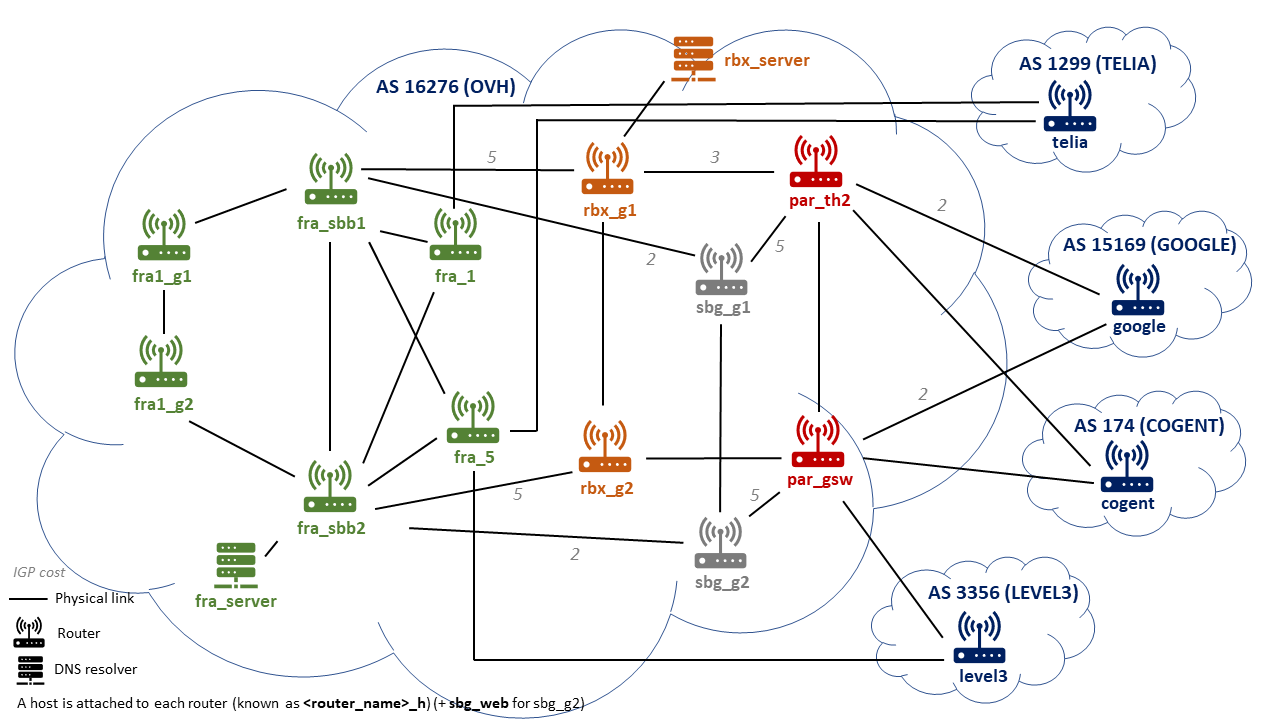 rbx_server
AS 1299 (TELIA)
AS 16276 (OVH)
telia
5
3
rbx_g1
par_th2
2
fra_sbb1
AS 15169 (GOOGLE)
5
2
fra1_g1
fra_1
sbg_g1
google
2
fra1_g2
AS 174 (COGENT)
fra_5
par_gsw
rbx_g2
5
5
cogent
fra_sbb2
2
IGP cost
sbg_g2
AS 3356 (LEVEL3)
fra_server
Physical link
Router
DNS resolver
level3
A host is attached to each router (known as <router_name>_h) (+ sbg_web for sbg_g2)